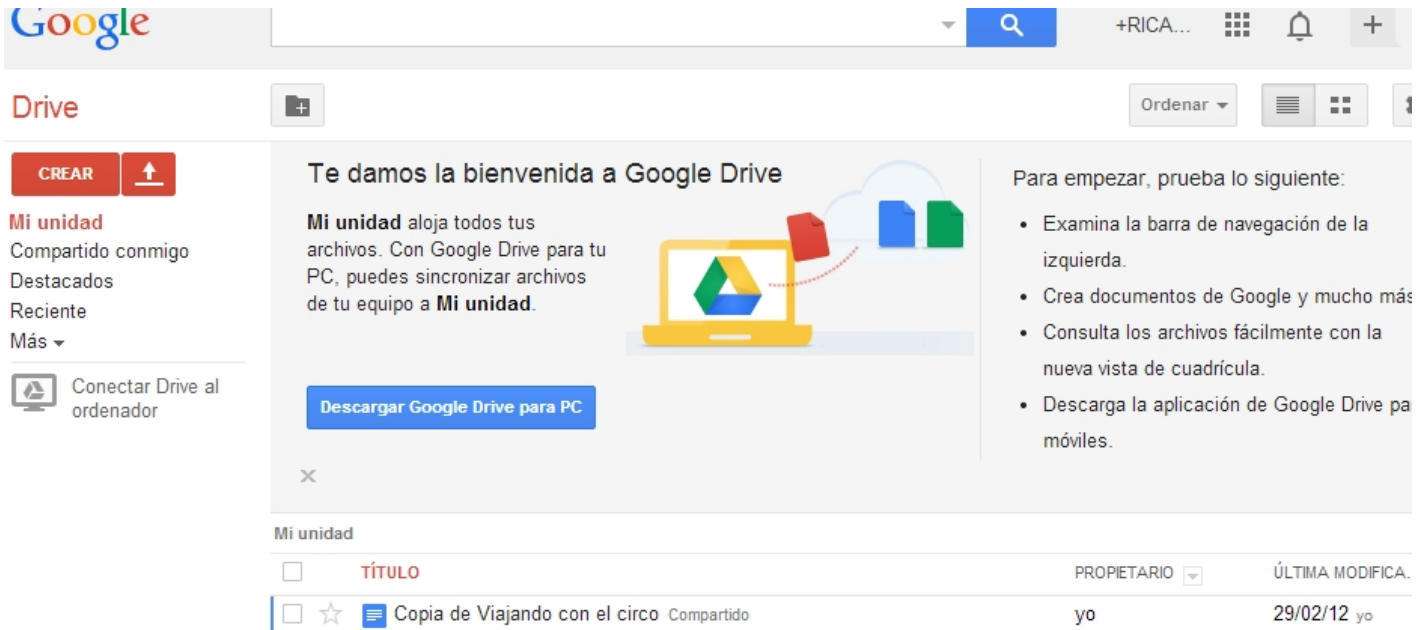 Google
+RICA...
Drive
Ordenar
CREAR
Mi unidad
Compartido conmigo
Destacados
Reciente
Más
Conectar Drive al
ordenador
Te damos la bienvenida a Google Drive
Mi unidad aloja todos tus
archivos. Con Google Drive para tu
PC, puedes sincronizar archivos
de tu equipo a Mi unidad.
Descargar Google Drive para PC
Para empezar, prueba lo siguiente:
• Examina la barra de navegación de la
izquierda.
• Crea documentos de Google y mucho más
• Consulta los archivos fácilmente con la
nueva vista de cuadrícula.
• Descarga la aplicación de Google Drive pa
móviles.
Mi unidad
TÍTULO PROPIETARIO ÚLTIMA MODIFICA.
Copia de Viajando con el circo Compartido yo 29/02/12 yo